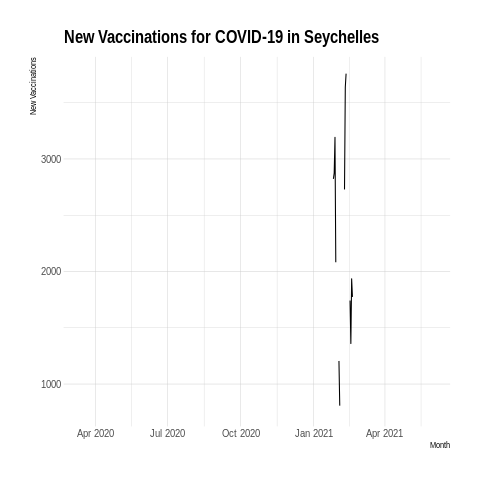 New Vaccinations for COVID-19 in Seychelles
New Vaccinations
3000
2000
1000
Apr 2020 Jul 2020 Oct 2020 Jan 2021 Apr 2021
Month